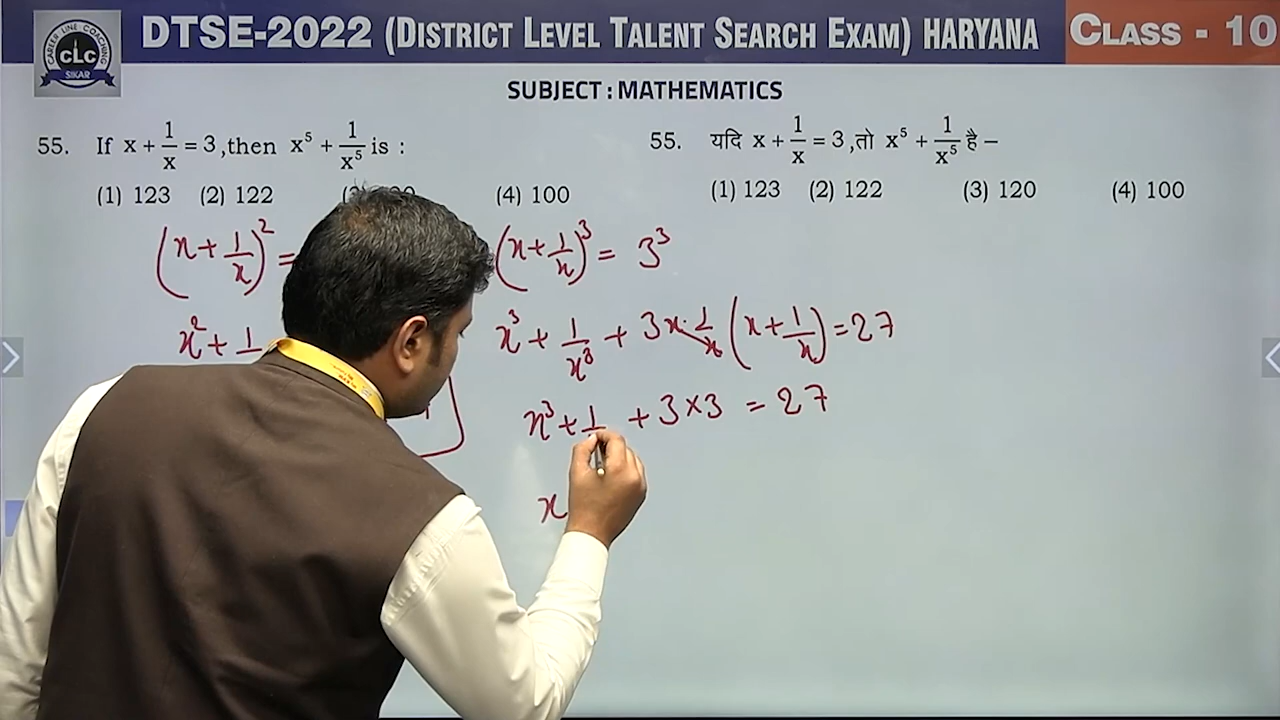 CAREER LINE COACHING
CLC
SIKAR
DTSE-2022 (DISTRICT LEVEL TALENT SEARCH EXAM) HARYANA
CLASS - 10
SUBJECT : MATHEMATICS
55. If x + 1/x = 3 ,then x⁵ + 1/x⁵ is :
(1) 123 (2) 122 (4) 100
55. यदि x + 1/x = 3 ,तो x⁵ + 1/x⁵ है –
(1) 123 (2) 122 (3) 120 (4) 100
(x + 1/x)² =
x² + 1
(x + 1/x)³ = 3³
x³ + 1/x³ + 3x · 1/x (x + 1/x) = 27
x³ + 1 + 3 × 3 = 27
x